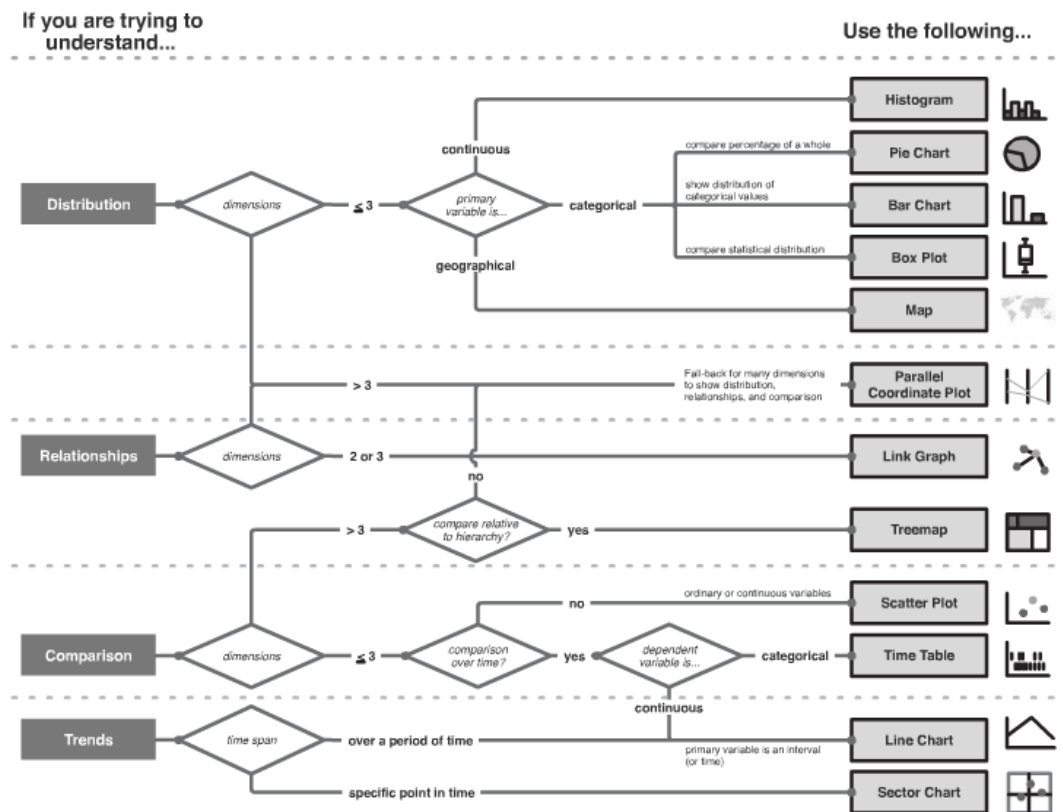 If you are trying to
understand...
Use the following...
Histogram
continuous
compare percentage of a whole
Pie Chart
Distribution
dimensions
≤ 3
primary
variable is...
categorical
show distribution of
categorical values
Bar Chart
geographical
compare statistical distribution
Box Plot
Map
> 3
Fall-back for many dimensions
to show distribution,
relationships, and comparison
Parallel
Coordinate Plot
Relationships
dimensions
2 or 3
Link Graph
no
> 3
compare relative
to hierarchy?
yes
Treemap
no
ordinary or continuous variables
Scatter Plot
Comparison
dimensions
≤ 3
comparison
over time?
yes
dependent
variable is...
categorical
Time Table
continuous
Trends
time span
over a period of time
primary variable is an interval
(or time)
Line Chart
specific point in time
Sector Chart